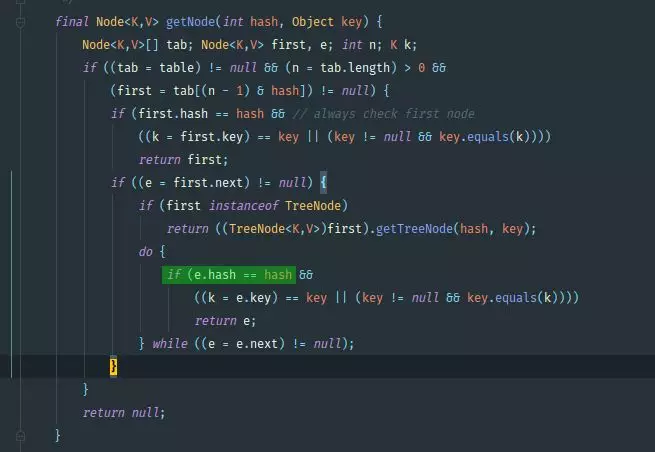 final Node<K,V> getNode(int hash, Object key) {
Node<K,V>[] tab; Node<K,V> first, e; int n; K k;
if ((tab = table) != null && (n = tab.length) > 0 &&
(first = tab[(n - 1) & hash]) != null) {
if (first.hash == hash && // always check first node
((k = first.key) == key || (key != null && key.equals(k))))
return first;
if ((e = first.next) != null) {
if (first instanceof TreeNode)
return ((TreeNode<K,V>)first).getTreeNode(hash, key);
do {
if (e.hash == hash &&
((k = e.key) == key || (key != null && key.equals(k))))
return e;
} while ((e = e.next) != null);
}
}
return null;
}